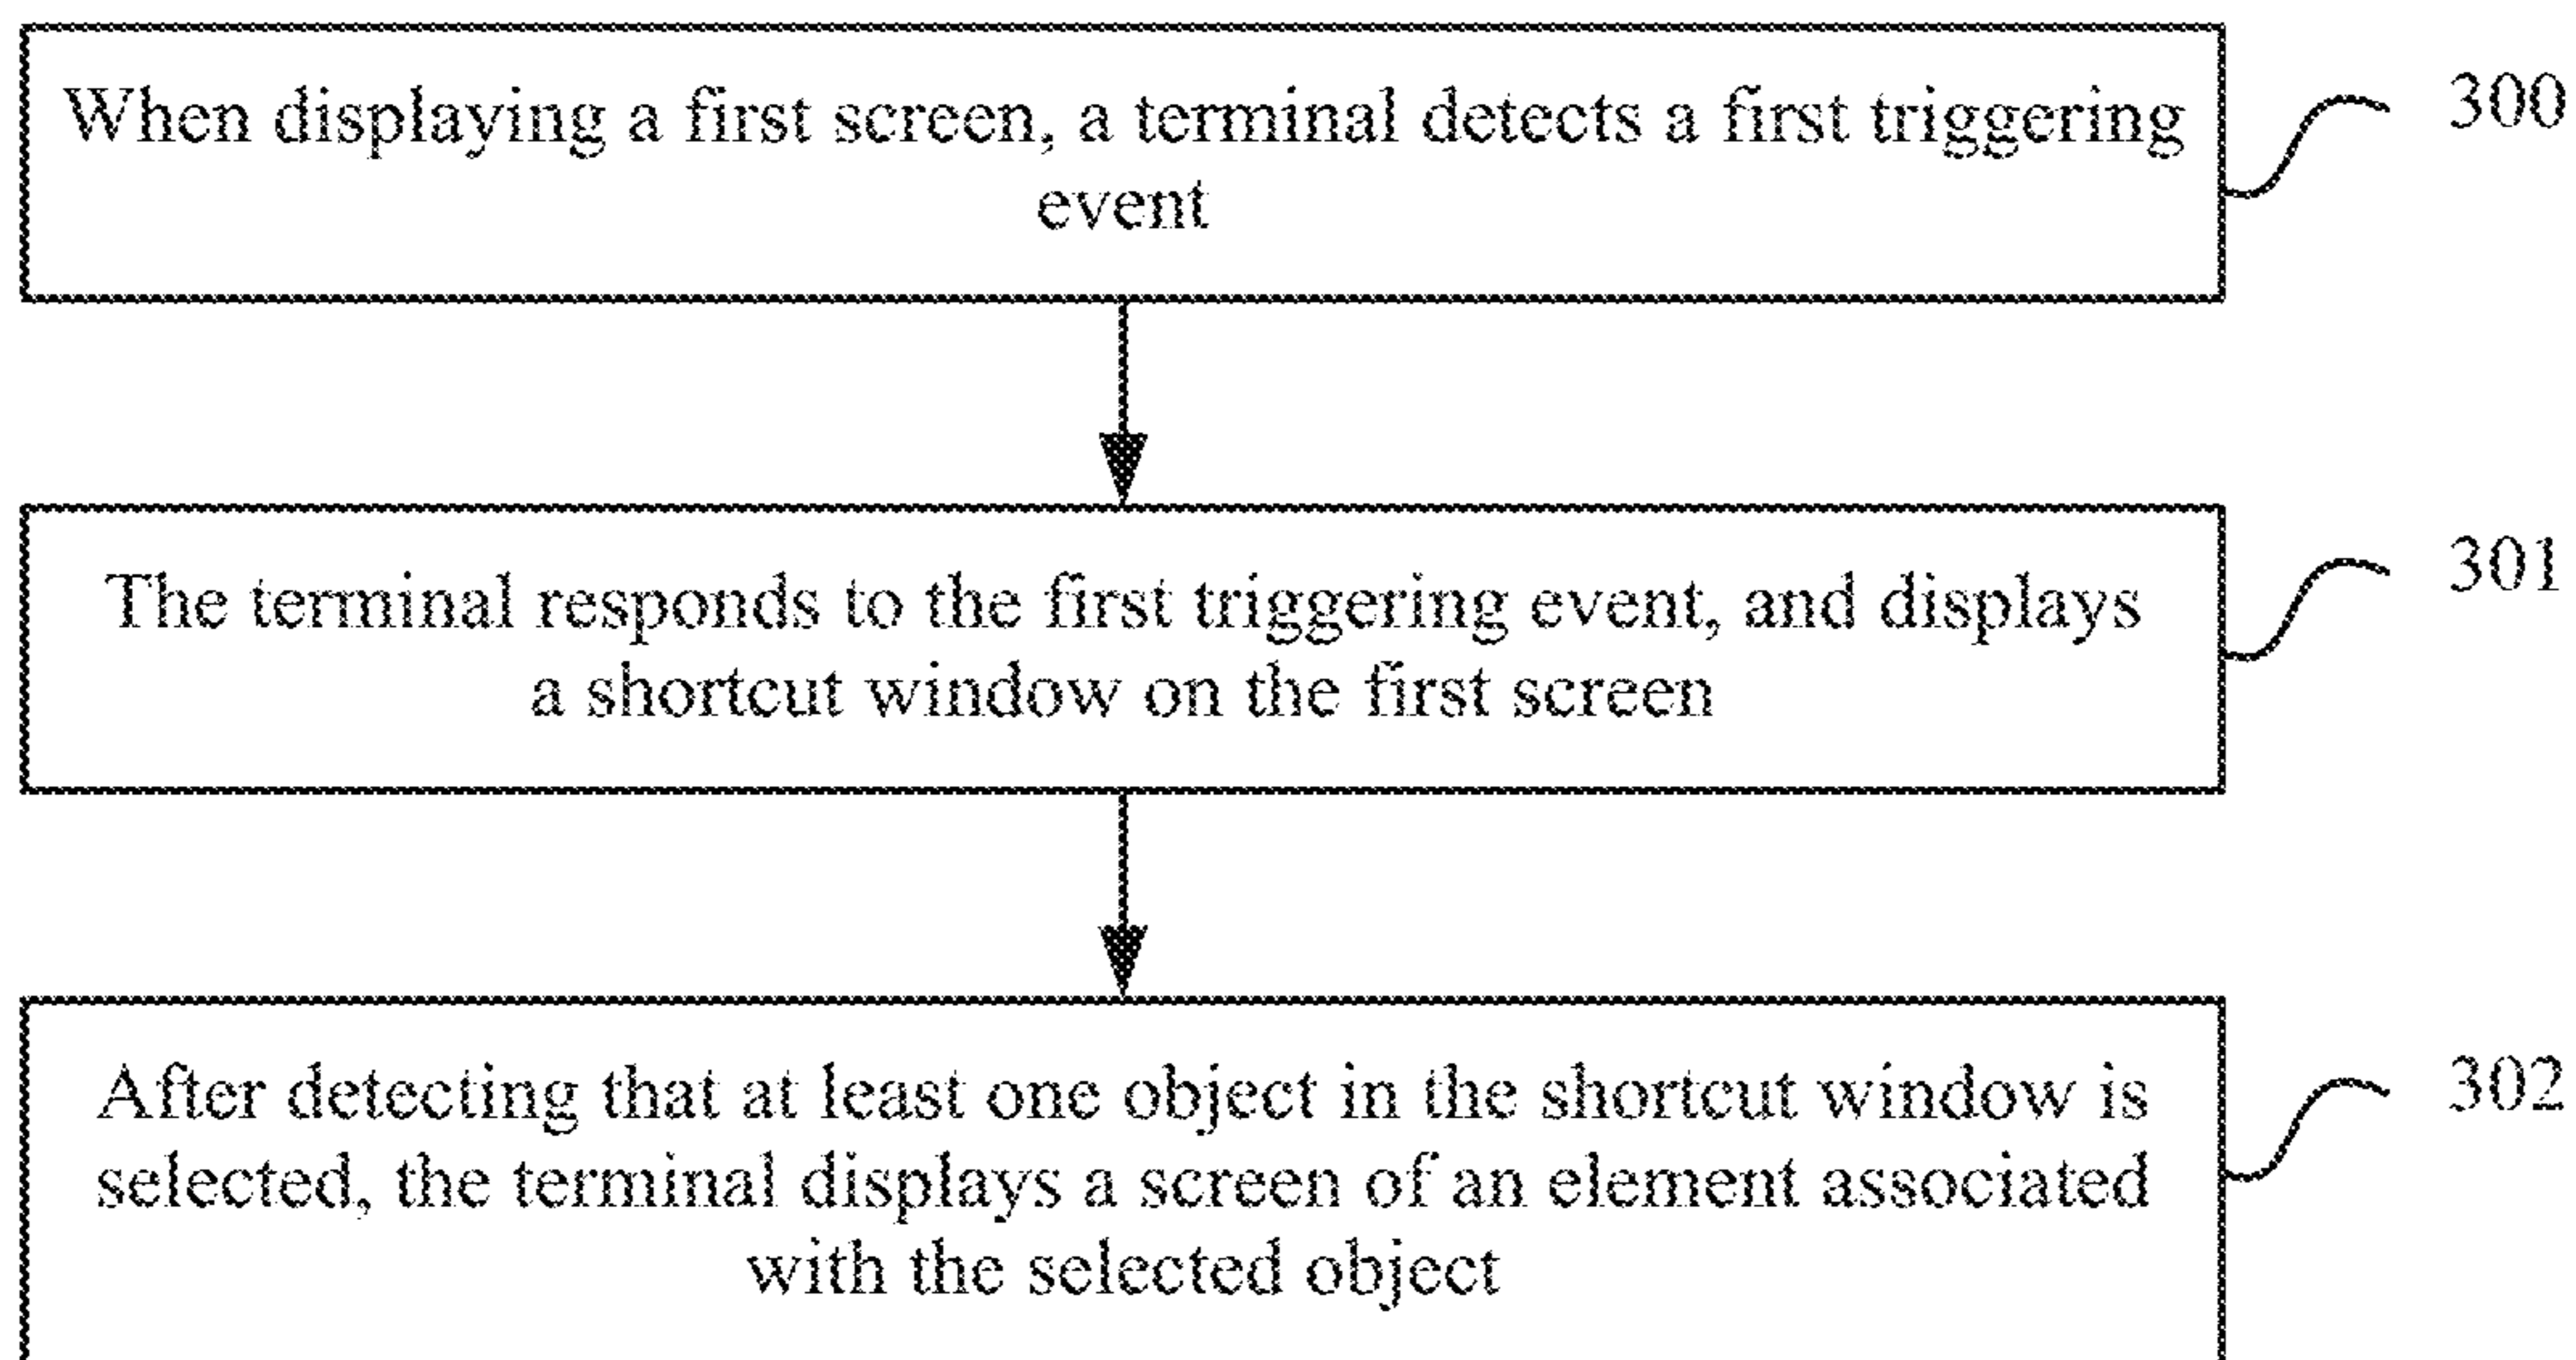 When displaying a first screen, a terminal detects a first triggering
event
300
The terminal responds to the first triggering event, and displays
a shortcut window on the first screen
301
After detecting that at least one object in the shortcut window is
selected, the terminal displays a screen of an element associated
with the selected object
302